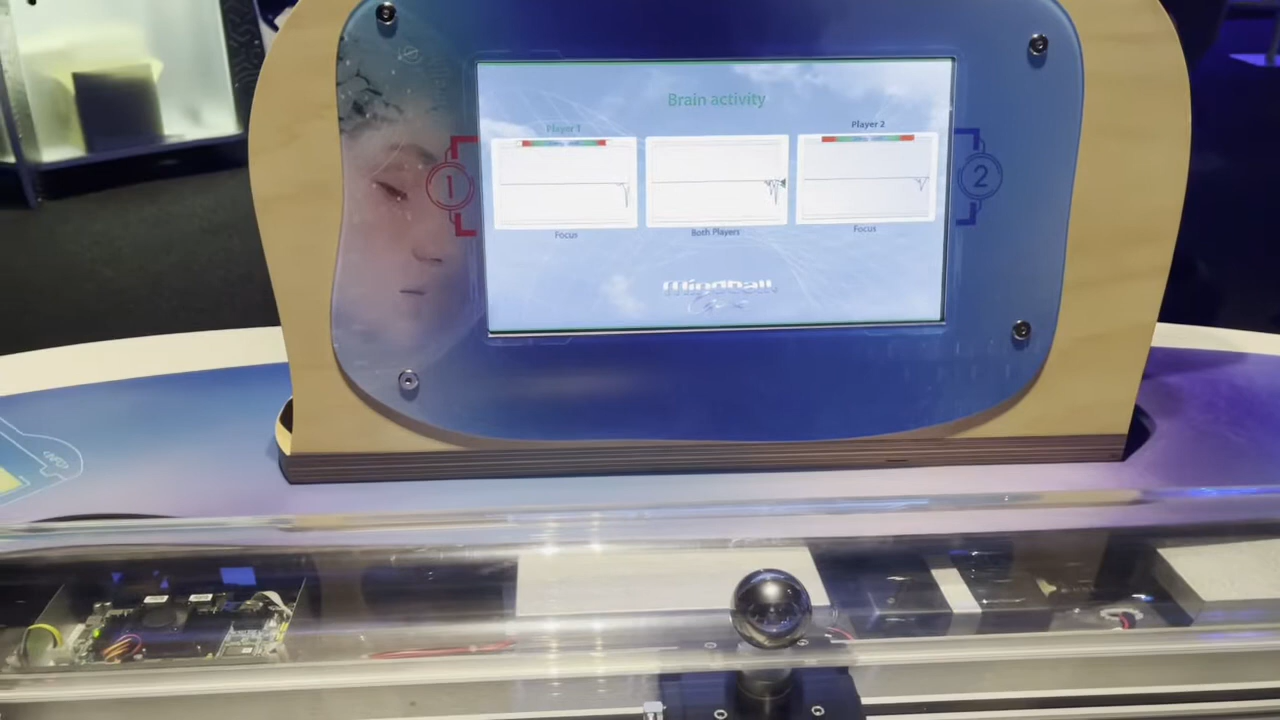 Brain activity
Player 1
Player 2
1
2
Focus
Both Players
Focus
Mindball